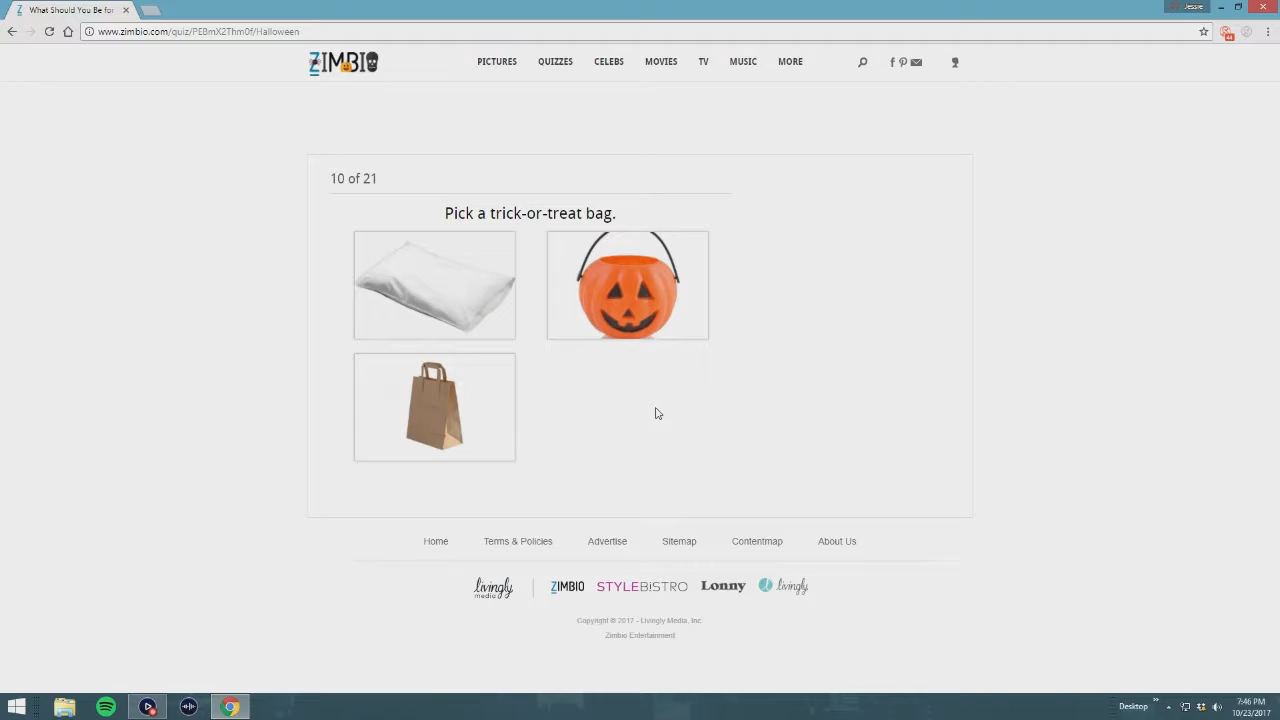 What Should You Be for
Jessie
www.zimbio.com/quiz/PEBmX2Thm0f/Halloween
ZIMBIO
PICTURES QUIZZES CELEBS MOVIES TV MUSIC MORE
10 of 21
Pick a trick-or-treat bag.
Home Terms & Policies Advertise Sitemap Contentmap About Us
livingly media ZIMBIO STYLEBISTRO Lonny livingly
Copyright © 2017 - Livingly Media, Inc.
Zimbio Entertainment
Desktop
7:46 PM
10/23/2017